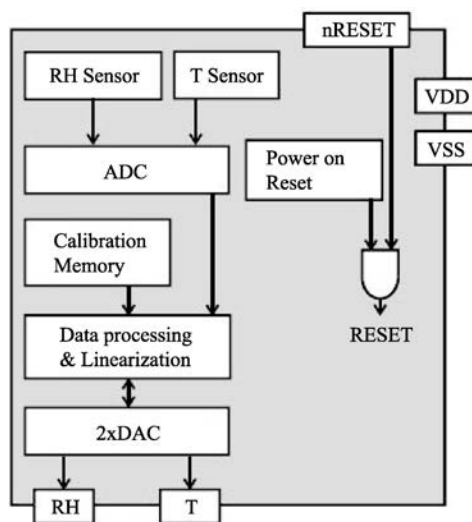 nRESET
RH Sensor
T Sensor
VDD
VSS
ADC
Power on
Reset
Calibration
Memory
RESET
Data processing
& Linearization
2xDAC
RH
T